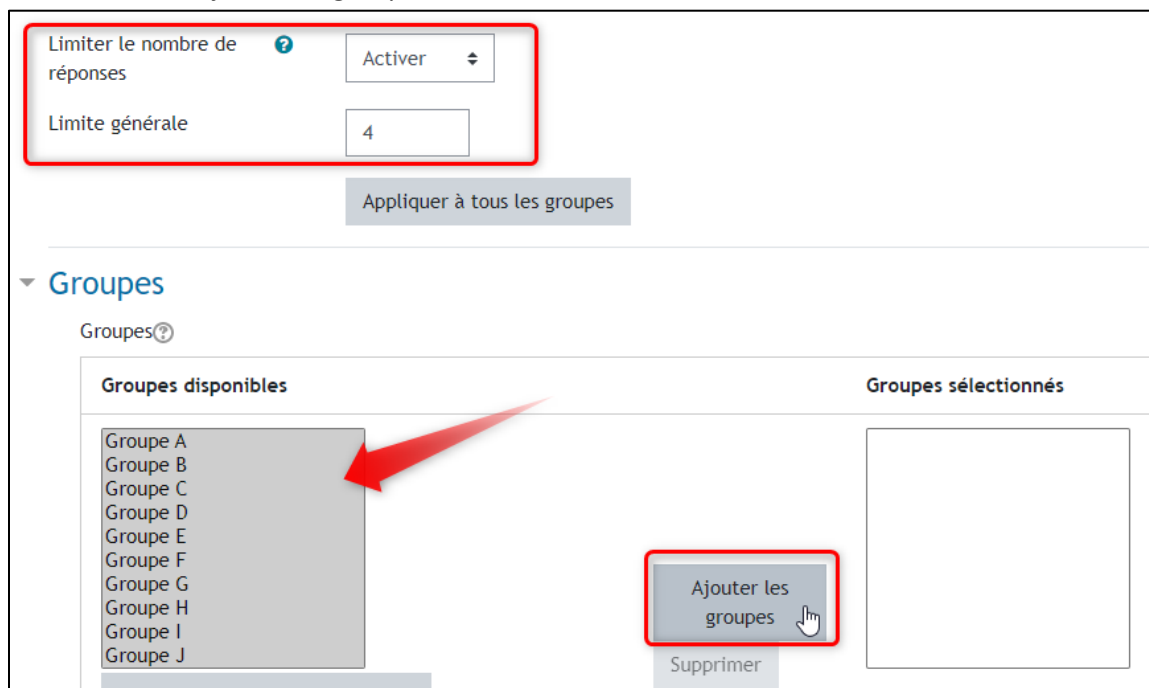 Limiter le nombre de
réponses
Activer
Limite générale
4
Appliquer à tous les groupes
Groupes
Groupes
Groupes disponibles
Groupes sélectionnés
Groupe A
Groupe B
Groupe C
Groupe D
Groupe E
Groupe F
Groupe G
Groupe H
Groupe I
Groupe J
Ajouter les
groupes
Supprimer